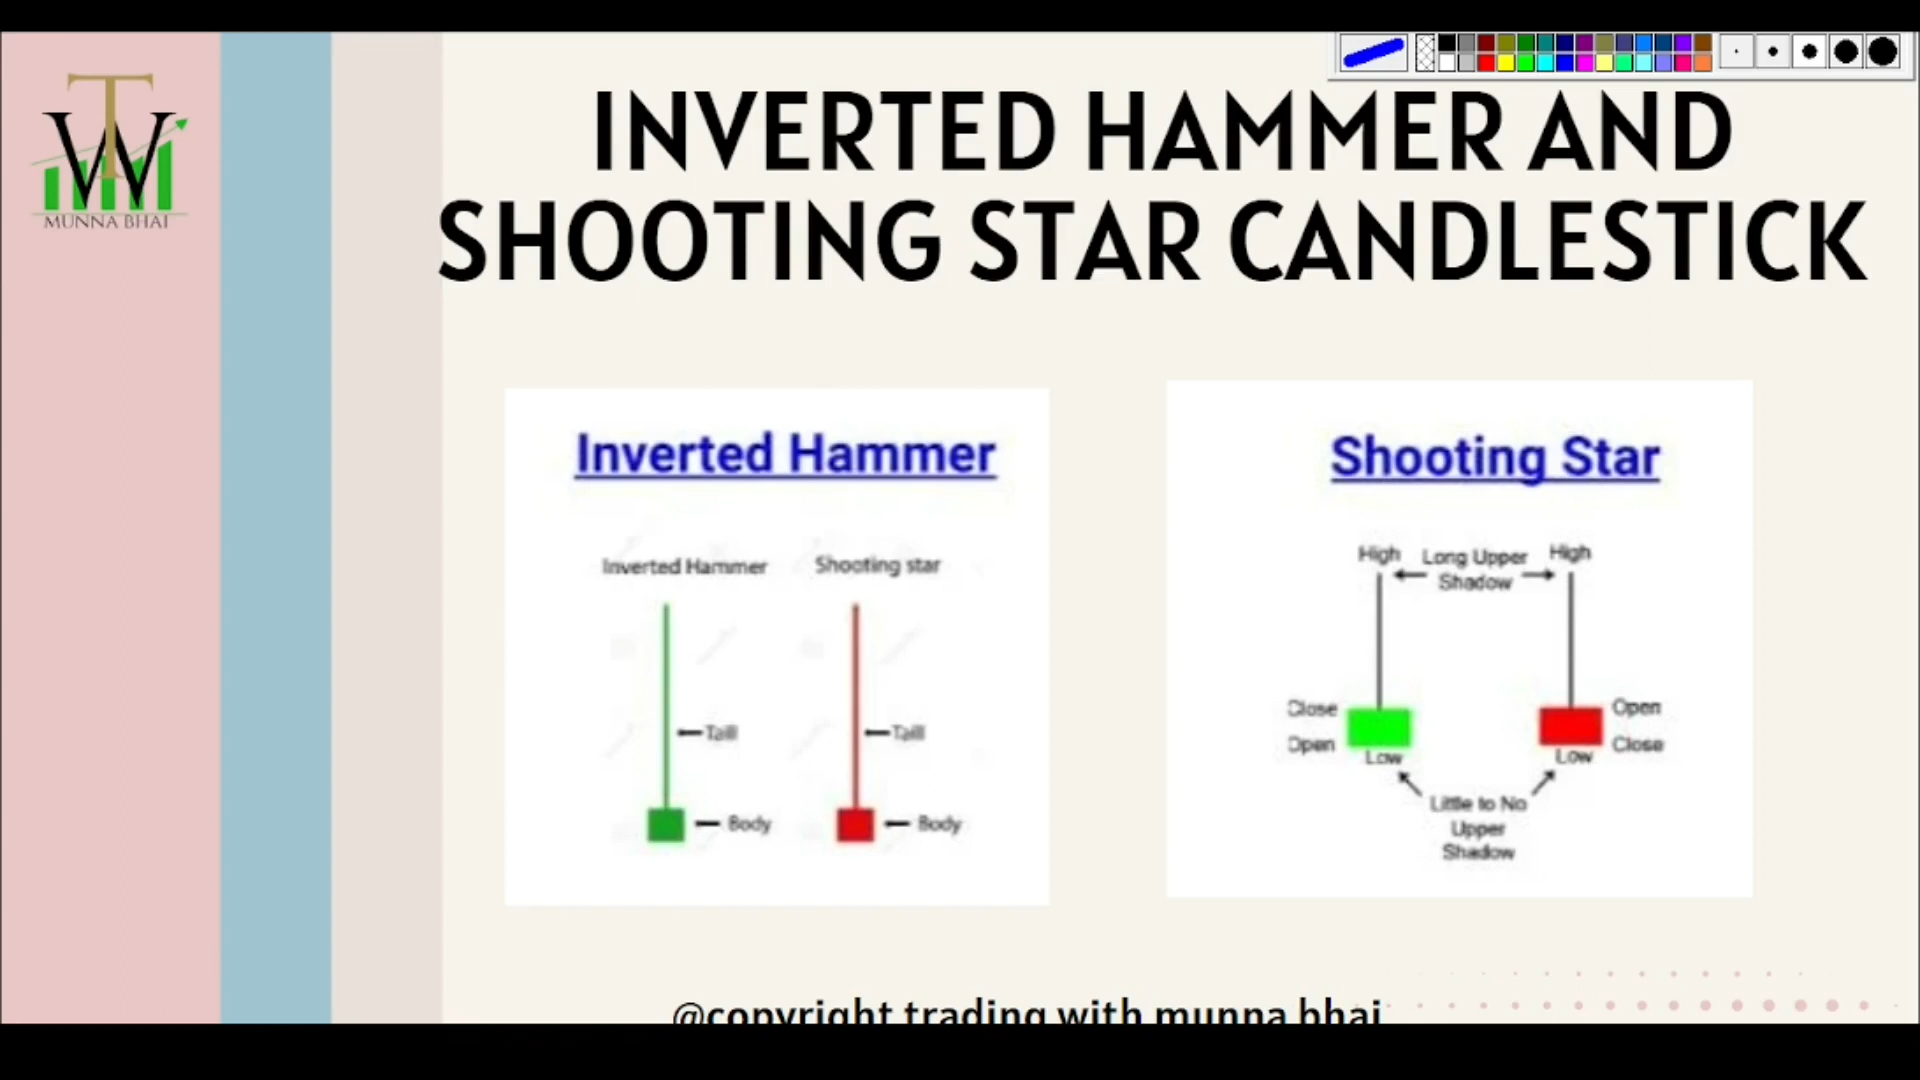 T
W
MUNNA BHAI
INVERTED HAMMER AND
SHOOTING STAR CANDLESTICK
Inverted Hammer
Inverted Hammer Shooting star
Taill Taill
Body Body
Shooting Star
High Long Upper High
Shadow
Close Open
Open Close
Low Low
Little to No
Upper
Shadow
@copyright trading with munna bhai